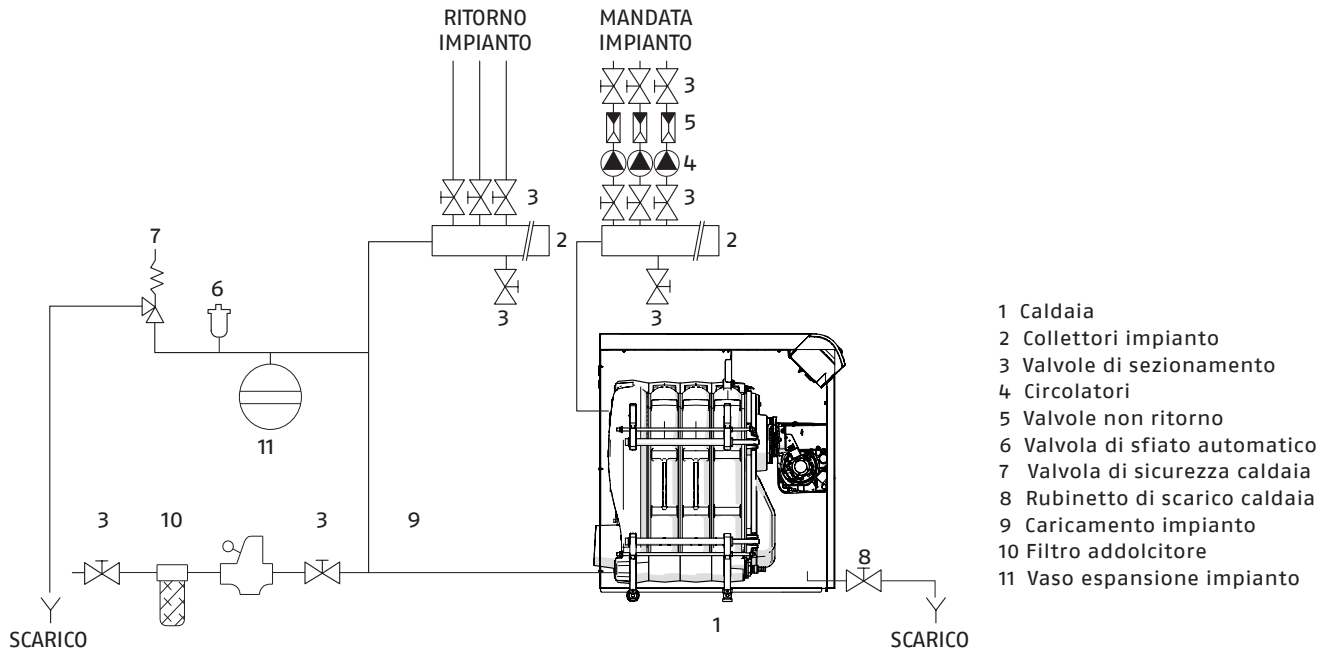 RITORNO
IMPIANTO
MANDATA
IMPIANTO
3
5
4
3
3
2
2
7
6
3
3
11
3
10
3
9
8
1
SCARICO
SCARICO
1 Caldaia
2 Collettori impianto
3 Valvole di sezionamento
4 Circolatori
5 Valvole non ritorno
6 Valvola di sfiato automatico
7 Valvola di sicurezza caldaia
8 Rubinetto di scarico caldaia
9 Caricamento impianto
10 Filtro addolcitore
11 Vaso espansione impianto